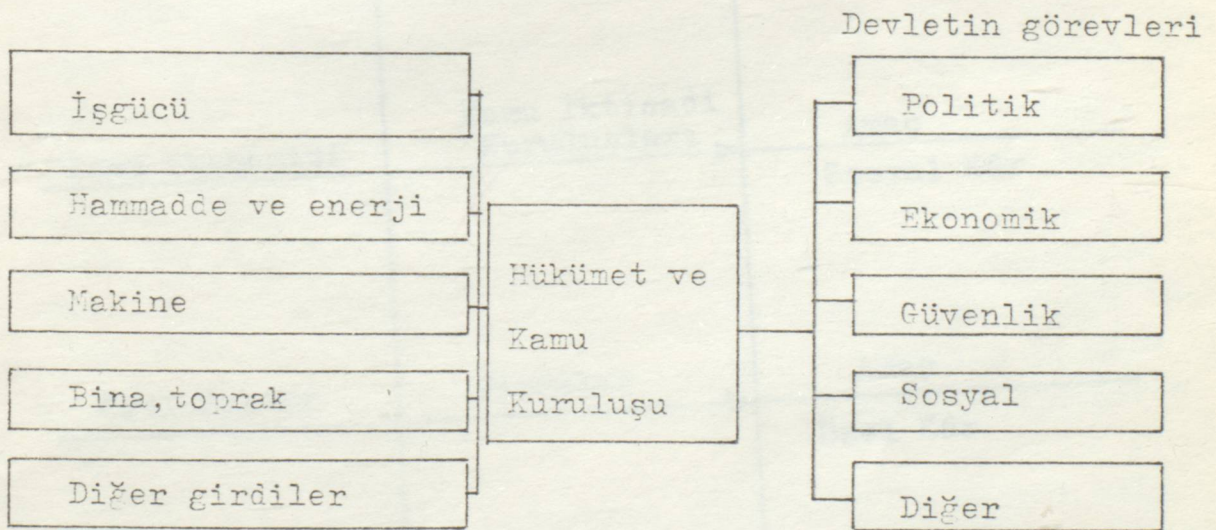 Devletin görevleri
İşgücü
Hammadde ve enerji
Makine
Bina,toprak
Diğer girdiler
Hükümet ve
Kamu
Kuruluşu
Politik
Ekonomik
Güvenlik
Sosyal
Diğer